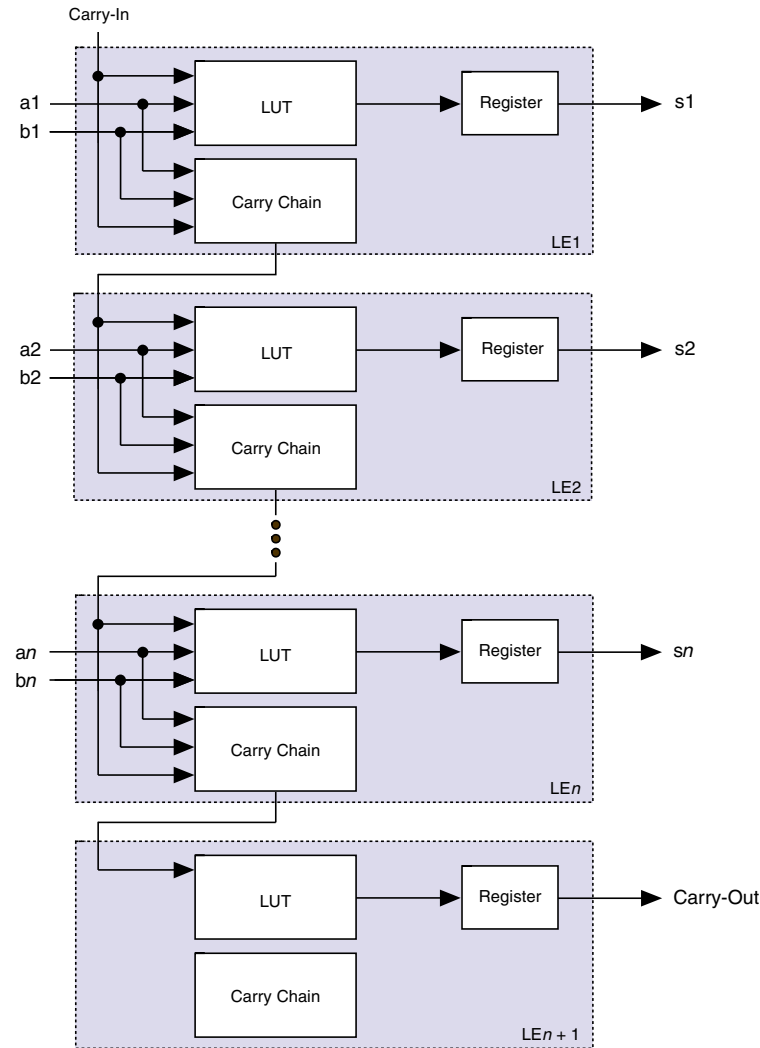 Carry-In
a1
b1
LUT
Register
s1
Carry Chain
LE1
a2
b2
LUT
Register
s2
Carry Chain
LE2
an
bn
LUT
Register
sn
Carry Chain
LEn
LUT
Register
Carry-Out
Carry Chain
LEn + 1